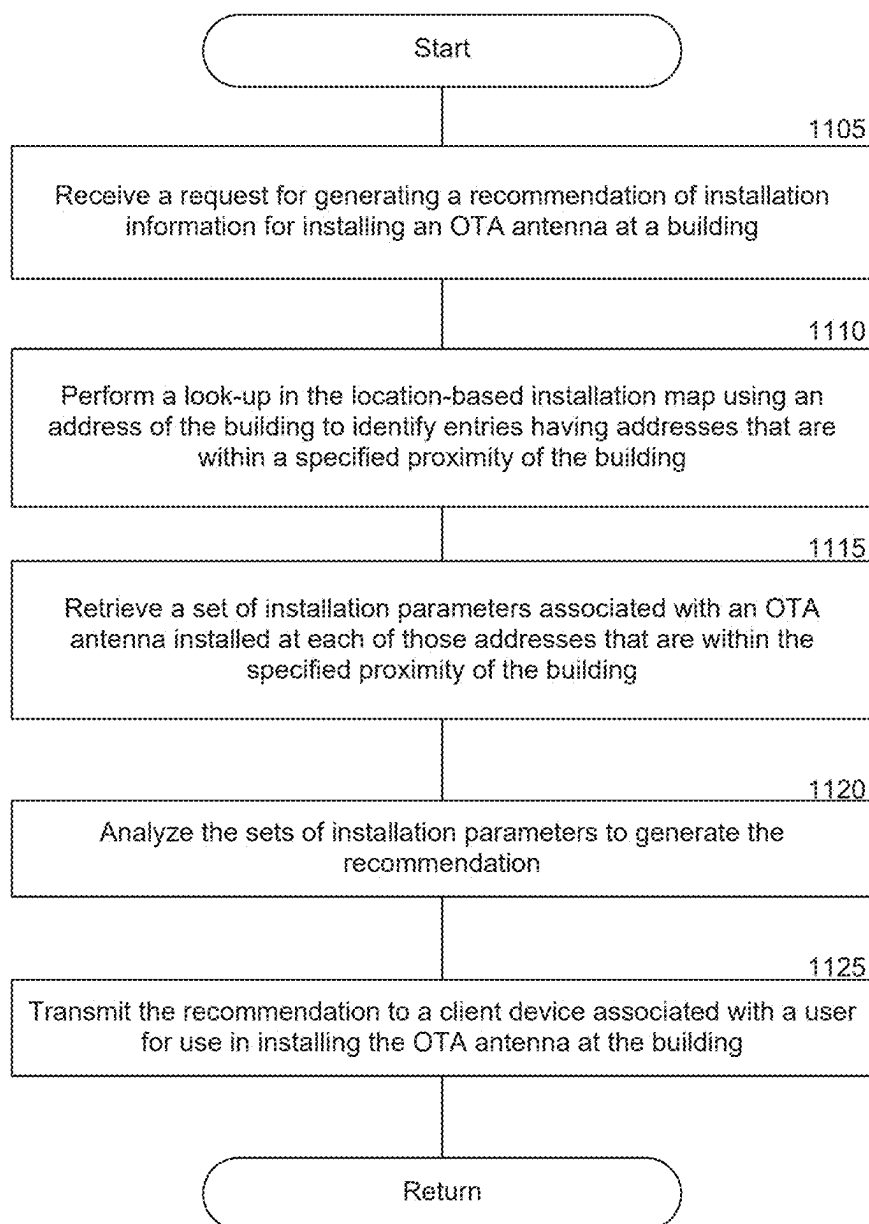 Start
1105
Receive a request for generating a recommendation of installation
information for installing an OTA antenna at a building
1110
Perform a look-up in the location-based installation map using an
address of the building to identify entries having addresses that are
within a specified proximity of the building
1115
Retrieve a set of installation parameters associated with an OTA
antenna installed at each of those addresses that are within the
specified proximity of the building
1120
Analyze the sets of installation parameters to generate the
recommendation
1125
Transmit the recommendation to a client device associated with a user
for use in installing the OTA antenna at the building
Return